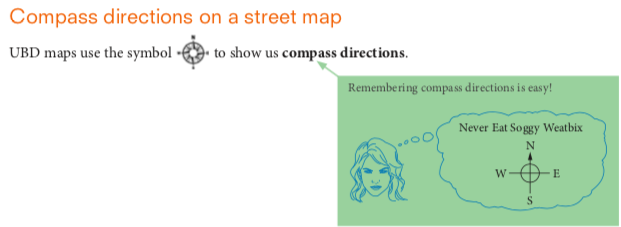 Compass directions on a street map
UBD maps use the symbol to show us compass directions.
Remembering compass directions is easy!
Never Eat Soggy Weatbix
N
W E
S